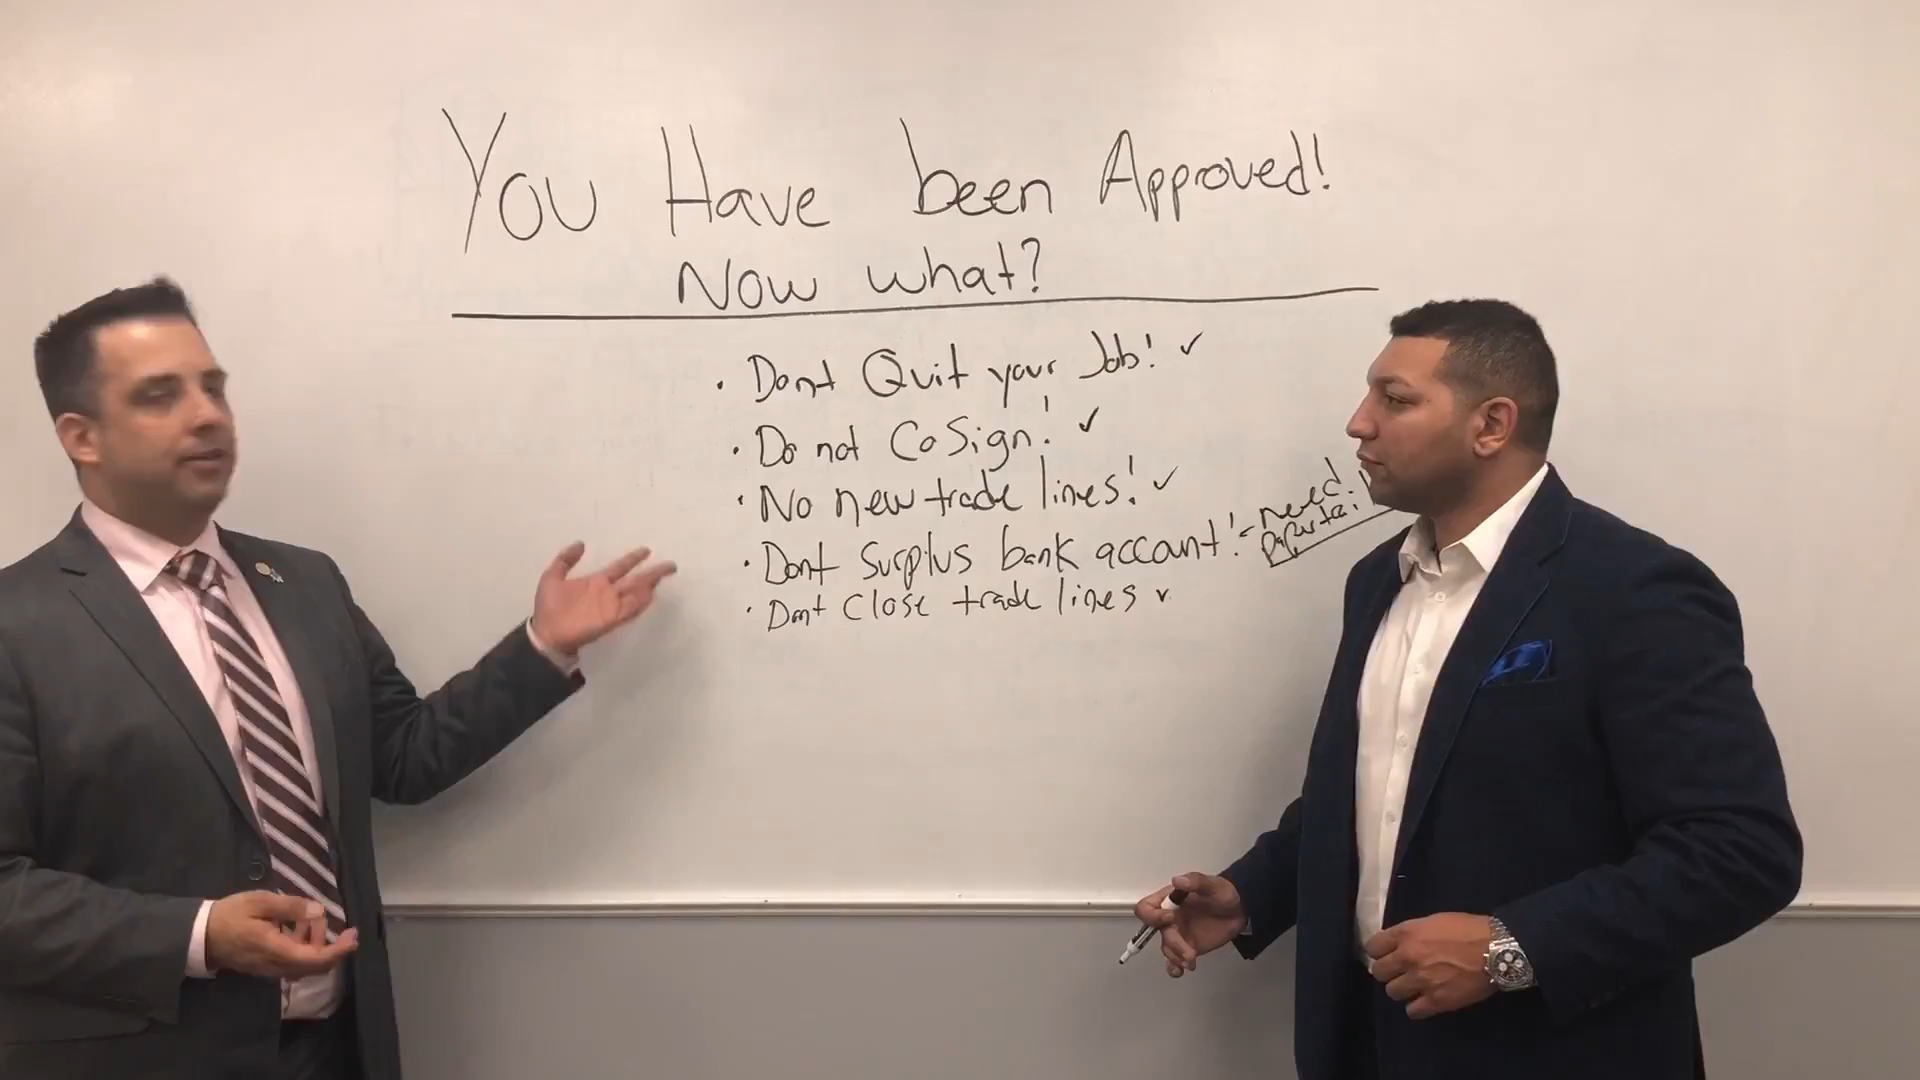 You Have been Approved!
Now what?
• Dont Quit your Job! ✓
• Do not CoSign! ✓
• No new trade lines! ✓
• Dont Surplus bank account! - need
• Dont Close trade lines ✓